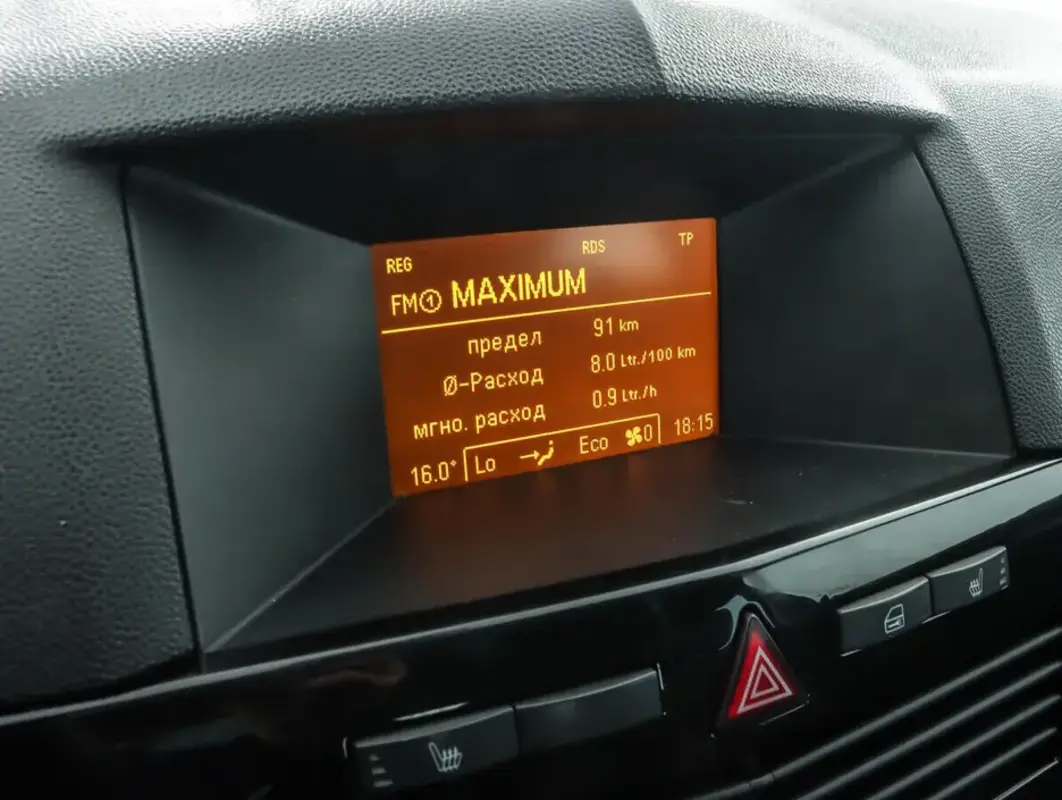 REG RDS TP
FM① MAXIMUM
предел 91 km
Ø-Расход 8.0 Ltr./100 km
мгно. расход 0.9 Ltr./h
16.0° Lo Eco 0 18:15